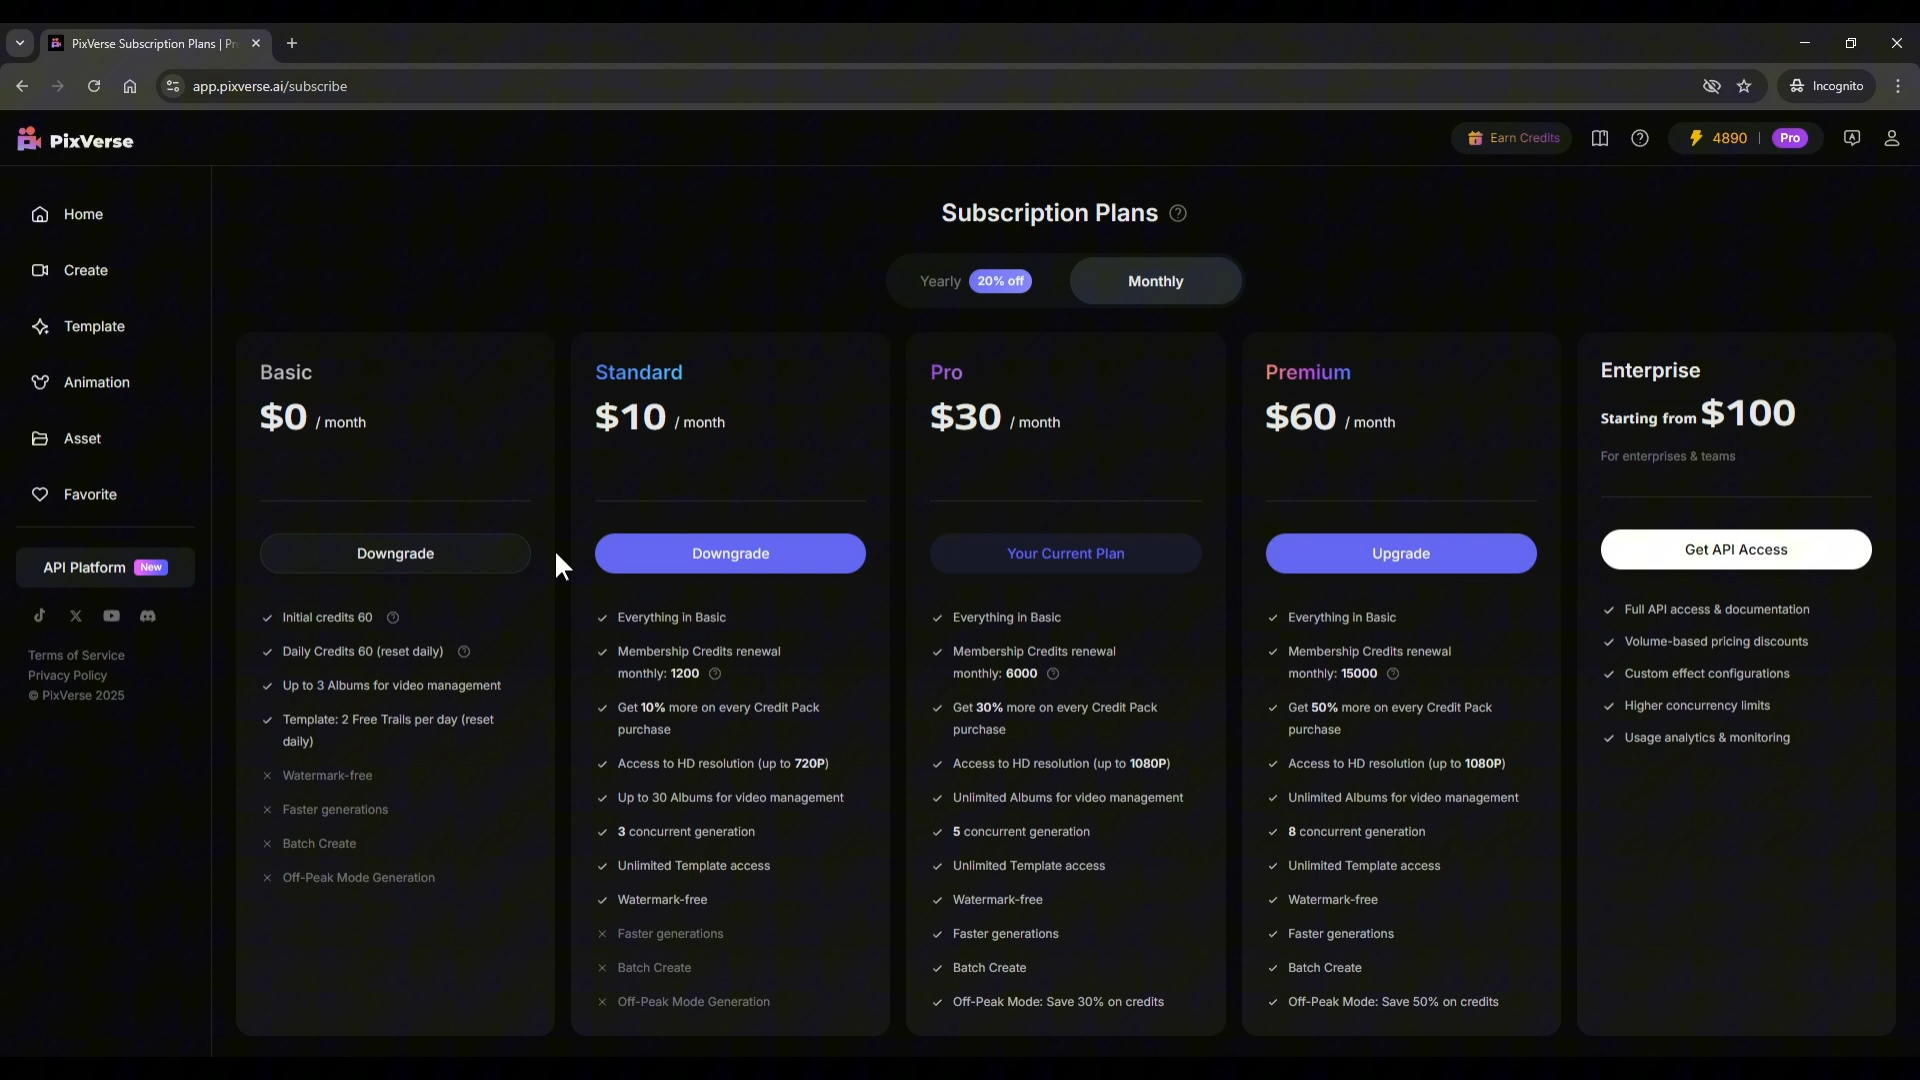 PixVerse Subscription Plans | Pr
app.pixverse.ai/subscribe
Incognito
PixVerse
Earn Credits
4890
Pro
Home
Create
Template
Animation
Asset
Favorite
API Platform New
Terms of Service
Privacy Policy
© PixVerse 2025
Subscription Plans
Yearly 20% off
Monthly
Basic
$0 / month
Downgrade
Initial credits 60
Daily Credits 60 (reset daily)
Up to 3 Albums for video management
Template: 2 Free Trails per day (reset
daily)
Watermark-free
Faster generations
Batch Create
Off-Peak Mode Generation
Standard
$10 / month
Downgrade
Everything in Basic
Membership Credits renewal
monthly: 1200
Get 10% more on every Credit Pack
purchase
Access to HD resolution (up to 720P)
Up to 30 Albums for video management
3 concurrent generation
Unlimited Template access
Watermark-free
Faster generations
Batch Create
Off-Peak Mode Generation
Pro
$30 / month
Your Current Plan
Everything in Basic
Membership Credits renewal
monthly: 6000
Get 30% more on every Credit Pack
purchase
Access to HD resolution (up to 1080P)
Unlimited Albums for video management
5 concurrent generation
Unlimited Template access
Watermark-free
Faster generations
Batch Create
Off-Peak Mode: Save 30% on credits
Premium
$60 / month
Upgrade
Everything in Basic
Membership Credits renewal
monthly: 15000
Get 50% more on every Credit Pack
purchase
Access to HD resolution (up to 1080P)
Unlimited Albums for video management
8 concurrent generation
Unlimited Template access
Watermark-free
Faster generations
Batch Create
Off-Peak Mode: Save 50% on credits
Enterprise
Starting from $100
For enterprises & teams
Get API Access
Full API access & documentation
Volume-based pricing discounts
Custom effect configurations
Higher concurrency limits
Usage analytics & monitoring